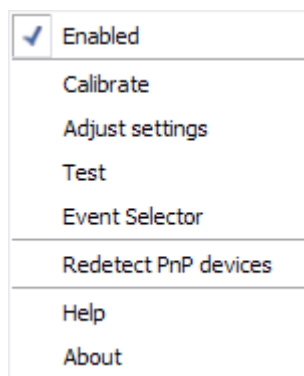 Enabled
Calibrate
Adjust settings
Test
Event Selector
Redetect PnP devices
Help
About